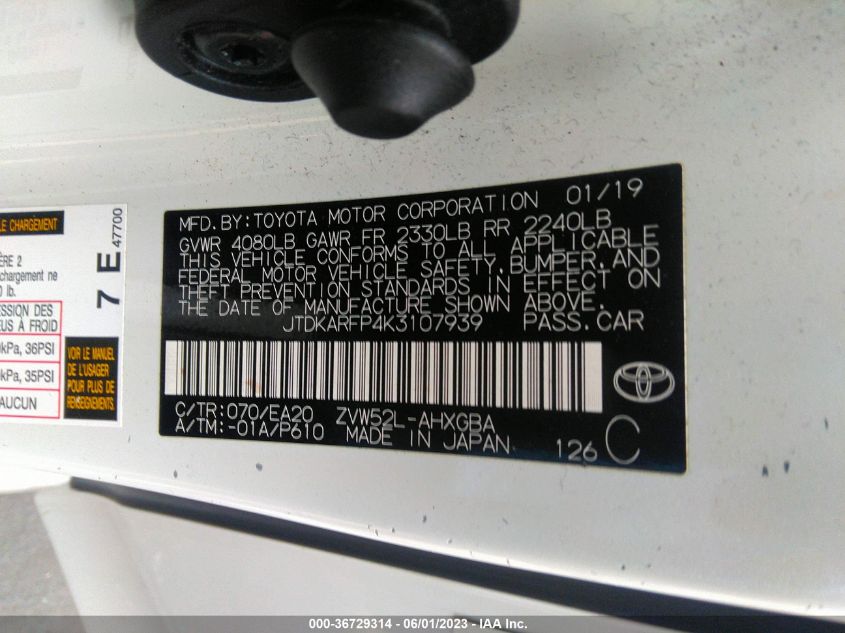 MFD. BY: TOYOTA MOTOR CORPORATION 01/19
GVWR 4080LB GAWR FR 2330LB RR 2240LB
THIS VEHICLE CONFORMS TO ALL APPLICABLE
FEDERAL MOTOR VEHICLE SAFETY, BUMPER, AND
THEFT PREVENTION STANDARDS IN EFFECT ON
THE DATE OF MANUFACTURE SHOWN ABOVE.
JTDKARFP4K3107939 PASS.CAR
C/TR:070/EA20 ZVW52L-AHXGBA
A/TM:-01A/P610 MADE IN JAPAN 126 C
LE CHARGEMENT
2
chargement ne
lb.
7 E 47700
DES
À FROID
kPa, 36PSI
kPa, 35PSI
AUCUN
VOIR LE MANUEL
DE L'USAGER
POUR PLUS DE
000-36729314 - 06/01/2023 - IAA Inc.